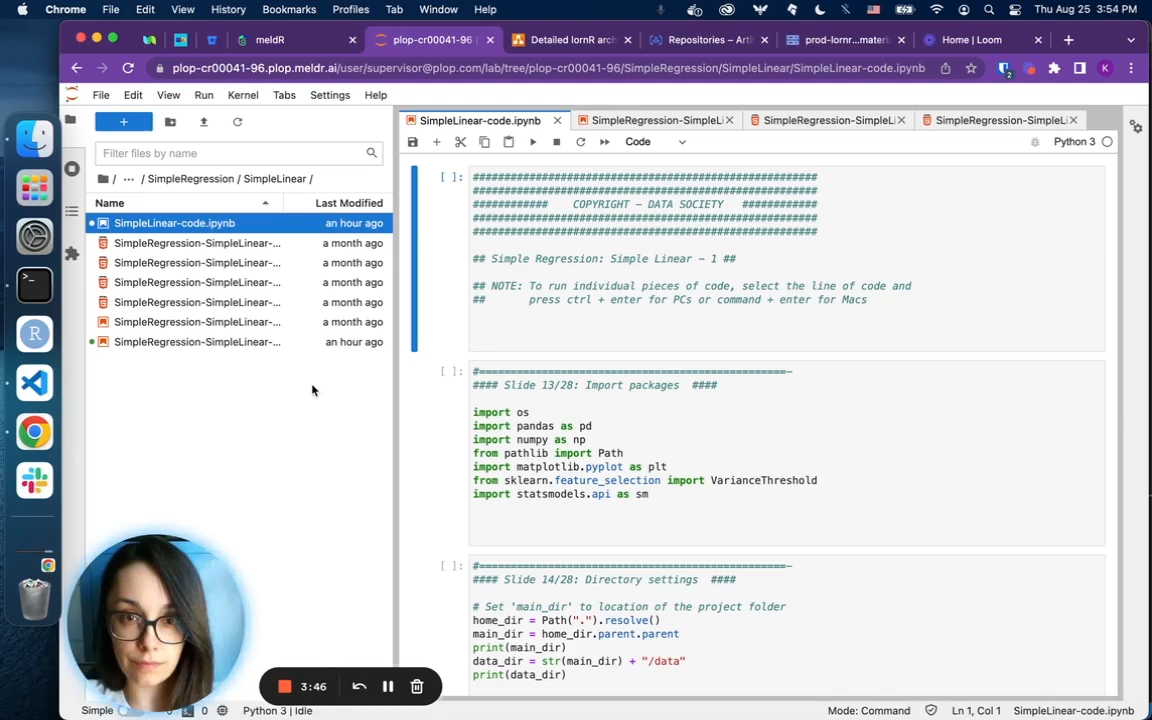 Chrome File Edit View History Bookmarks Profiles Tab Window Help Thu Aug 25 3:54 PM
meldR plop-cr00041-96 Detailed lornR arc Repositories – Arti prod-lornr...materi Home | Loom
plop-cr00041-96.plop.meldr.ai/user/supervisor@plop.com/lab/tree/plop-cr00041-96/SimpleRegression/SimpleLinear/SimpleLinear-code.ipynb
2
K
File Edit View Run Kernel Tabs Settings Help
SimpleLinear-code.ipynb SimpleRegression-SimpleL SimpleRegression-SimpleL SimpleRegression-SimpleL
Code
Python 3
Filter files by name
/ ··· / SimpleRegression / SimpleLinear /
Name Last Modified
SimpleLinear-code.ipynb an hour ago
SimpleRegression-SimpleLinear-... a month ago
SimpleRegression-SimpleLinear-... a month ago
SimpleRegression-SimpleLinear-... a month ago
SimpleRegression-SimpleLinear-... a month ago
SimpleRegression-SimpleLinear-... a month ago
SimpleRegression-SimpleLinear-... an hour ago
[ ]: #######################################################
#######################################################
############ COPYRIGHT – DATA SOCIETY ############
#######################################################
#######################################################
## Simple Regression: Simple Linear – 1 ##
## NOTE: To run individual pieces of code, select the line of code and
## press ctrl + enter for PCs or command + enter for Macs
[ ]: #=================================================-
#### Slide 13/28: Import packages ####
import os
import pandas as pd
import numpy as np
from pathlib import Path
import matplotlib.pyplot as plt
from sklearn.feature_selection import VarianceThreshold
import statsmodels.api as sm
[ ]: #=================================================-
#### Slide 14/28: Directory settings ####
# Set 'main_dir' to location of the project folder
home_dir = Path(".").resolve()
main_dir = home_dir.parent.parent
print(main_dir)
data_dir = str(main_dir) + "/data"
print(data_dir)
3:46
Simple 0 Python 3 | Idle Mode: Command Ln 1, Col 1 SimpleLinear-code.ipynb